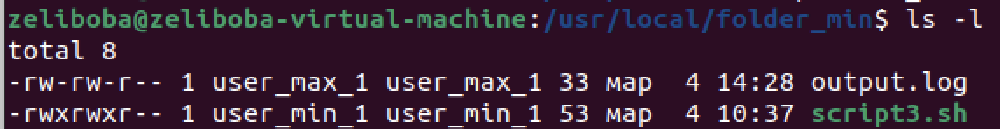 zeliboba@zeliboba-virtual-machine:/usr/local/folder_min$ ls -l
total 8
-rw-rw-r-- 1 user_max_1 user_max_1 33 мар  4 14:28 output.log
-rwxrwxr-- 1 user_min_1 user_min_1 53 мар  4 10:37 script3.sh